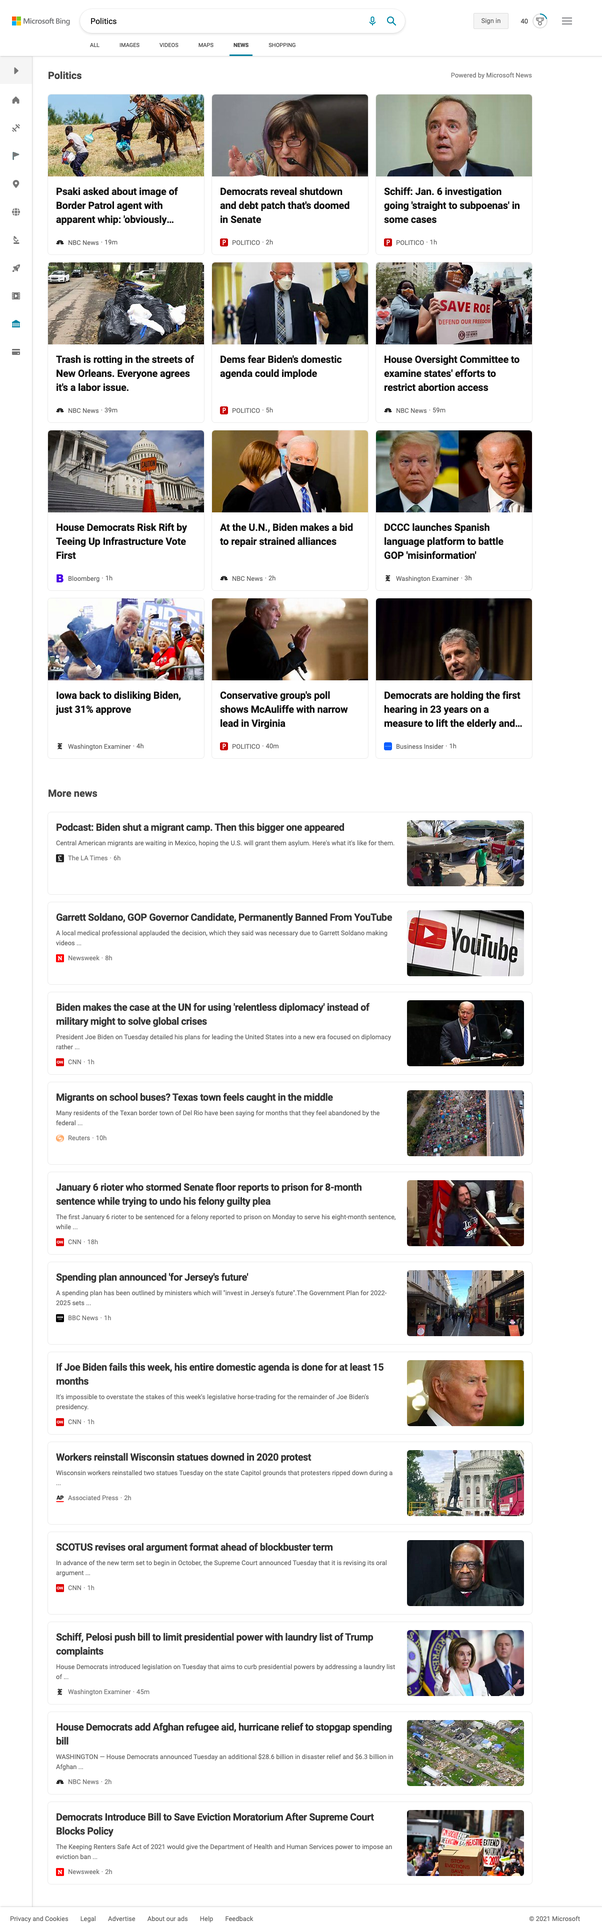 Microsoft Bing
Politics
Sign in
40
ALL
IMAGES
VIDEOS
MAPS
NEWS
SHOPPING
Politics
Powered by Microsoft News
Psaki asked about image of
Border Patrol agent with
apparent whip: 'obviously...
NBC News · 19m
Democrats reveal shutdown
and debt patch that's doomed
in Senate
POLITICO · 2h
Schiff: Jan. 6 investigation
going 'straight to subpoenas' in
some cases
POLITICO · 1h
SAVE ROE
DEFEND OUR FREEDOM
Trash is rotting in the streets of
New Orleans. Everyone agrees
it's a labor issue.
NBC News · 39m
Dems fear Biden's domestic
agenda could implode
POLITICO · 5h
House Oversight Committee to
examine states' efforts to
restrict abortion access
NBC News · 59m
CAUTION
House Democrats Risk Rift by
Teeing Up Infrastructure Vote
First
Bloomberg · 1h
At the U.N., Biden makes a bid
to repair strained alliances
NBC News · 2h
DCCC launches Spanish
language platform to battle
GOP 'misinformation'
Washington Examiner · 3h
Iowa back to disliking Biden,
just 31% approve
Washington Examiner · 4h
Conservative group's poll
shows McAuliffe with narrow
lead in Virginia
POLITICO · 40m
Democrats are holding the first
hearing in 23 years on a
measure to lift the elderly and...
Business Insider · 1h
More news
Podcast: Biden shut a migrant camp. Then this bigger one appeared
Central American migrants are waiting in Mexico, hoping the U.S. will grant them asylum. Here's what it's like for them.
The LA Times · 6h
Garrett Soldano, GOP Governor Candidate, Permanently Banned From YouTube
A local medical professional applauded the decision, which they said was necessary due to Garrett Soldano making
videos ...
Newsweek · 8h
YouTube
Biden makes the case at the UN for using 'relentless diplomacy' instead of
military might to solve global crises
President Joe Biden on Tuesday detailed his plans for leading the United States into a new era focused on diplomacy
rather ...
CNN · 1h
Migrants on school buses? Texas town feels caught in the middle
Many residents of the Texan border town of Del Rio have been saying for months that they feel abandoned by the
federal ...
Reuters · 10h
January 6 rioter who stormed Senate floor reports to prison for 8-month
sentence while trying to undo his felony guilty plea
The first January 6 rioter to be sentenced for a felony reported to prison on Monday to serve his eight-month sentence,
while ...
CNN · 18h
Spending plan announced 'for Jersey's future'
A spending plan has been outlined by ministers which will "invest in Jersey's future".The Government Plan for 2022-
2025 sets ...
BBC News · 1h
If Joe Biden fails this week, his entire domestic agenda is done for at least 15
months
It's impossible to overstate the stakes of this week's legislative horse-trading for the remainder of Joe Biden's
presidency.
CNN · 1h
Workers reinstall Wisconsin statues downed in 2020 protest
Wisconsin workers reinstalled two statues Tuesday on the state Capitol grounds that protesters ripped down during a
...
AP Associated Press · 2h
SCOTUS revises oral argument format ahead of blockbuster term
In advance of the new term set to begin in October, the Supreme Court announced Tuesday that it is revising its oral
argument ...
CNN · 1h
Schiff, Pelosi push bill to limit presidential power with laundry list of Trump
complaints
House Democrats introduced legislation on Tuesday that aims to curb presidential powers by addressing a laundry list
of ...
Washington Examiner · 45m
House Democrats add Afghan refugee aid, hurricane relief to stopgap spending
bill
WASHINGTON — House Democrats announced Tuesday an additional $28.6 billion in disaster relief and $6.3 billion in
Afghan ...
NBC News · 2h
Democrats Introduce Bill to Save Eviction Moratorium After Supreme Court
Blocks Policy
The Keeping Renters Safe Act of 2021 would give the Department of Health and Human Services power to impose an
eviction ban ...
Newsweek · 2h
Privacy and Cookies
Legal
Advertise
About our ads
Help
Feedback
© 2021 Microsoft